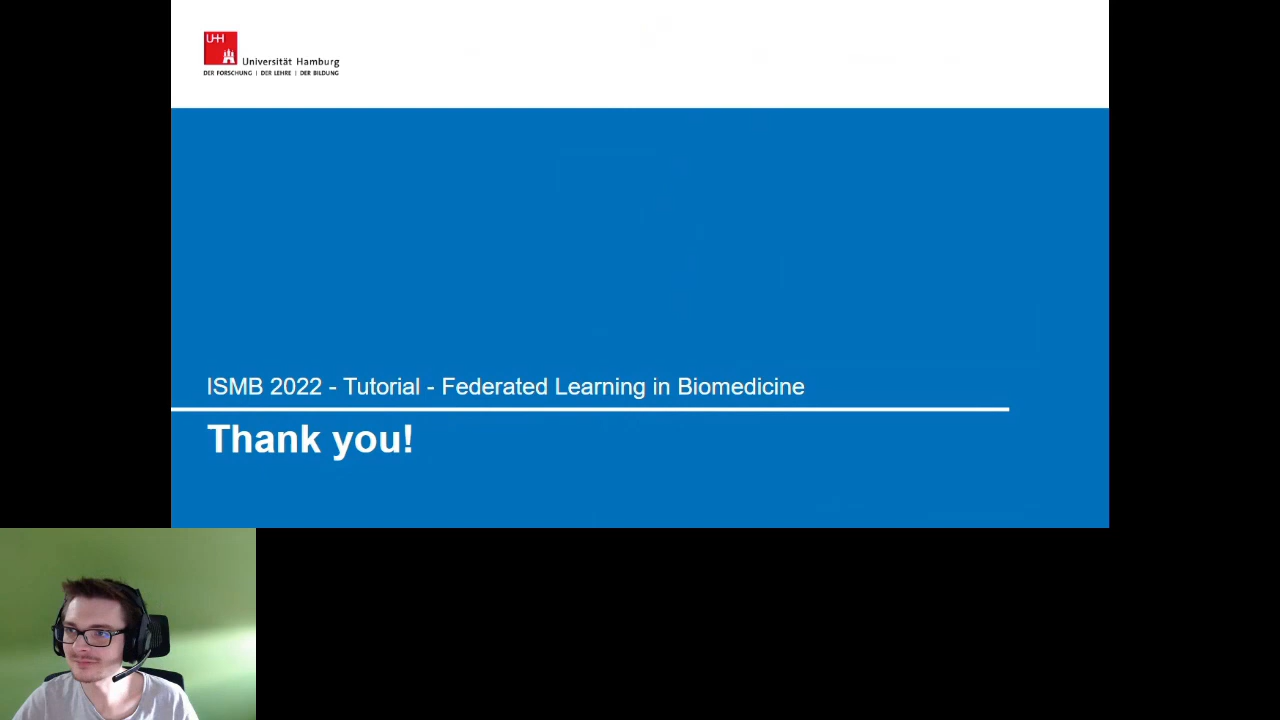 UHH
Universität Hamburg
DER FORSCHUNG | DER LEHRE | DER BILDUNG
ISMB 2022 - Tutorial - Federated Learning in Biomedicine
Thank you!